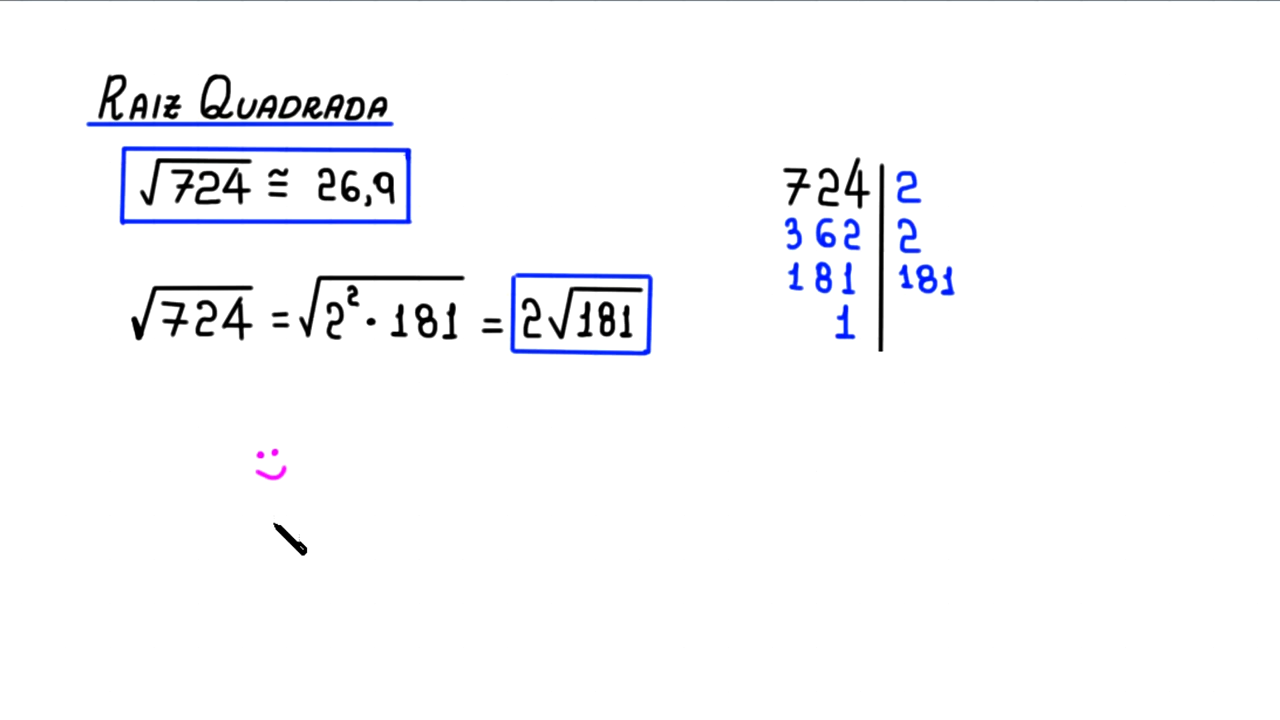 RAIZ QUADRADA
√724 ≅ 26,9
√724 = √2² · 181 = 2√181
724 | 2
362 | 2
181 | 181
1 |